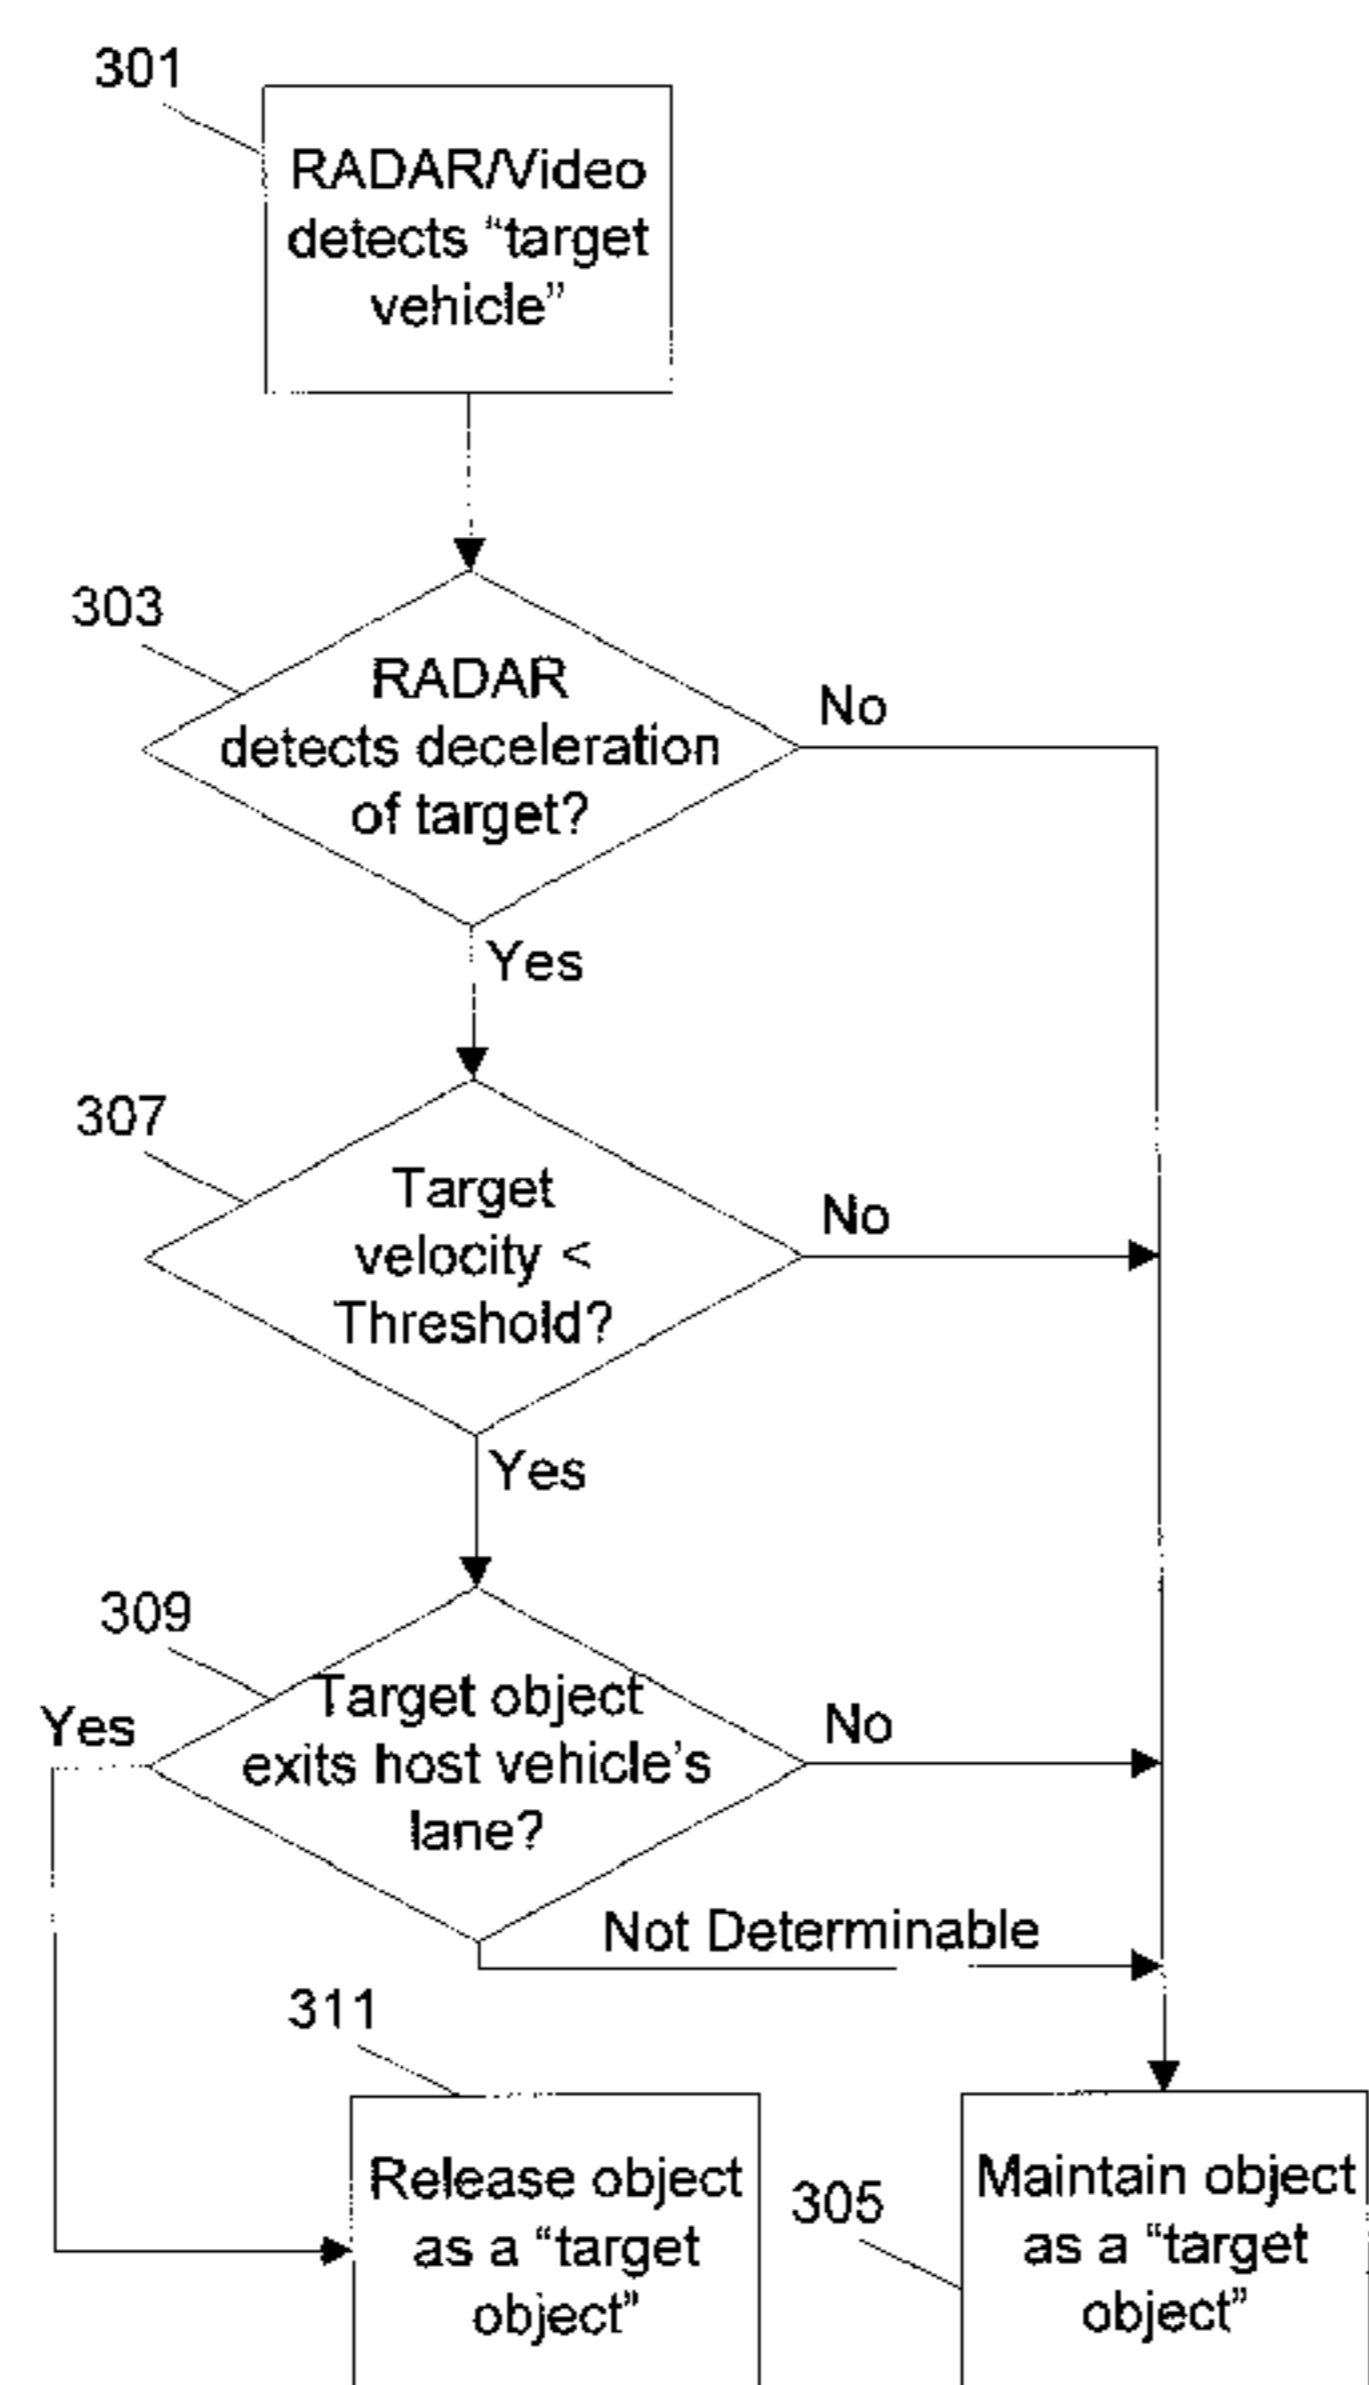 301
RADAR/Video
detects “target
vehicle”
303
RADAR
detects deceleration
of target?
No
Yes
307
Target
velocity <
Threshold?
No
Yes
309
Target object
exits host vehicle’s
lane?
Yes
No
Not Determinable
311
Release object
as a “target
object”
305
Maintain object
as a “target
object”